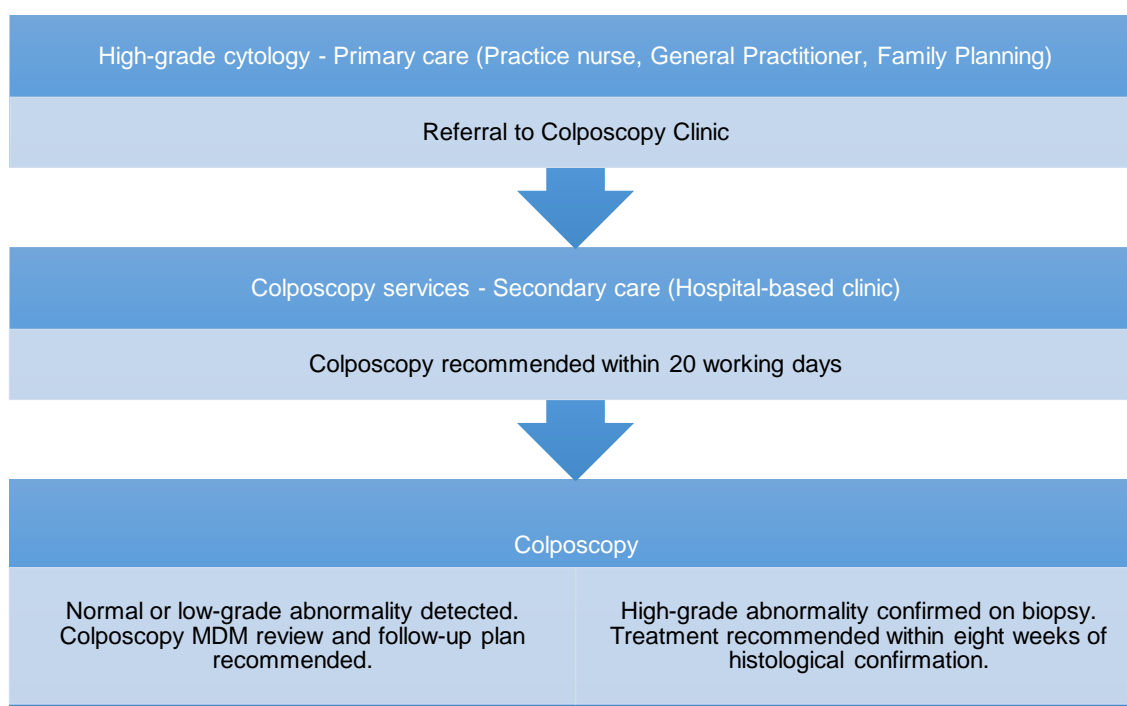 High-grade cytology - Primary care (Practice nurse, General Practitioner, Family Planning)
Referral to Colposcopy Clinic
Colposcopy services - Secondary care (Hospital-based clinic)
Colposcopy recommended within 20 working days
Colposcopy
Normal or low-grade abnormality detected.
Colposcopy MDM review and follow-up plan
recommended.
High-grade abnormality confirmed on biopsy.
Treatment recommended within eight weeks of
histological confirmation.